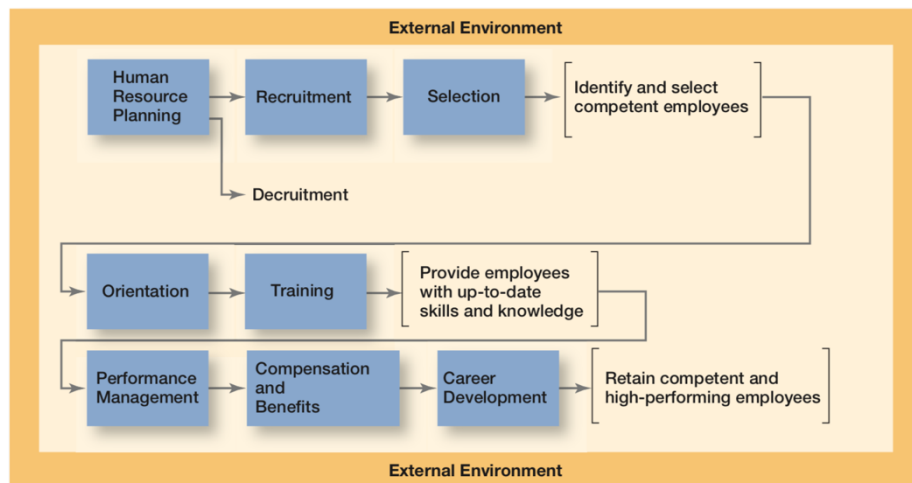 External Environment
Human
Resource
Planning
Recruitment
Selection
Identify and select
competent employees
Decruitment
Orientation
Training
Provide employees
with up-to-date
skills and knowledge
Performance
Management
Compensation
and
Benefits
Career
Development
Retain competent and
high-performing employees
External Environment